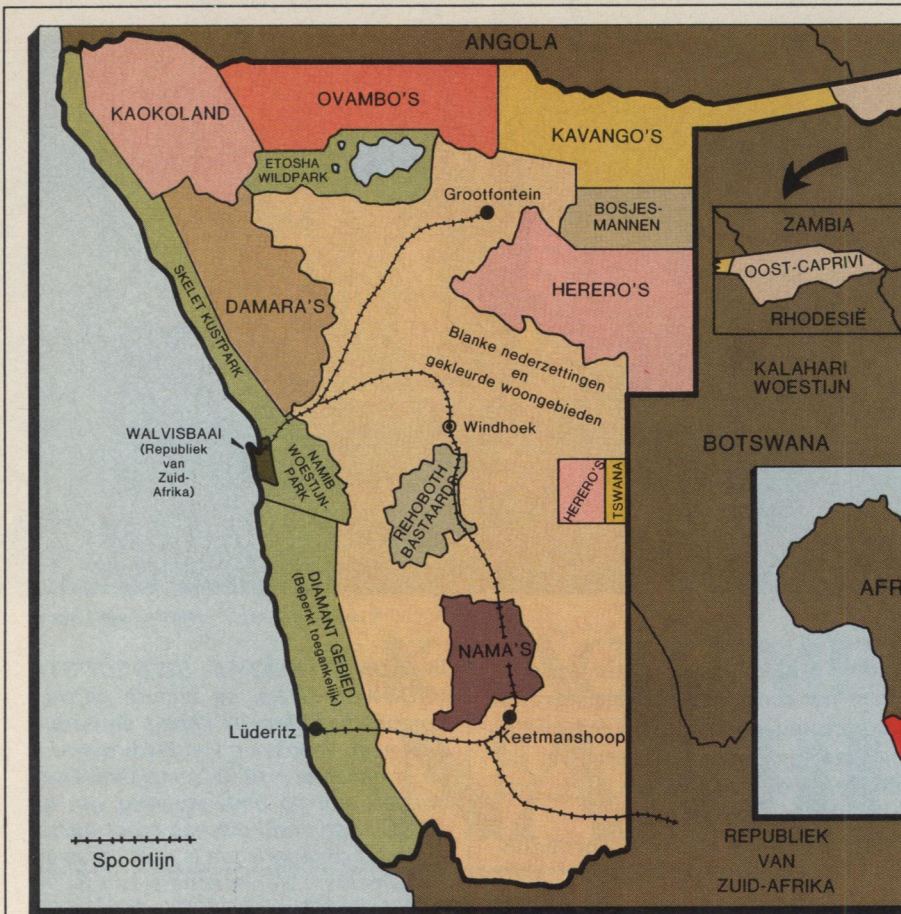 ANGOLA
KAOKOLAND
OVAMBO'S
KAVANGO'S
ETOSHA
WILDPARK
Grootfontein
BOSJES-
MANNEN
ZAMBIA
OOST-CAPRIVI
RHODESIË
SKELET KUSTPARK
DAMARA'S
HERERO'S
Blanke nederzettingen
en
gekleurde woongebieden
KALAHARI
WOESTIJN
WALVISBAAI
(Republiek
van
Zuid-
Afrika)
NAMIB
WOESTIJN-
PARK
Windhoek
BOTSWANA
REHOBOTH
BASTAARDS
HERERO'S
TSWANA
DIAMANT GEBIED
(Beperkt toegankelijk)
AFR
NAMA'S
Lüderitz
Keetmanshoop
Spoorlijn
REPUBLIEK
VAN
ZUID-AFRIKA